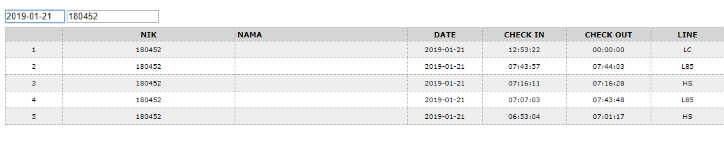 2019-01-21 180452
NIK NAMA DATE CHECK IN CHECK OUT LINE
1 180452 2019-01-21 12:53:22 00:00:00 LC
2 180452 2019-01-21 07:43:57 07:44:03 L85
3 180452 2019-01-21 07:16:11 07:16:28 HS
4 180452 2019-01-21 07:07:03 07:43:48 L85
5 180452 2019-01-21 06:53:04 07:01:17 HS